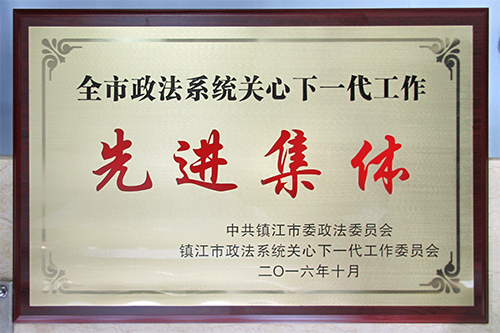 全市政法系统关心下一代工作
先进集体
中共镇江市委政法委员会
镇江市政法系统关心下一代工作委员会
二〇一六年十月